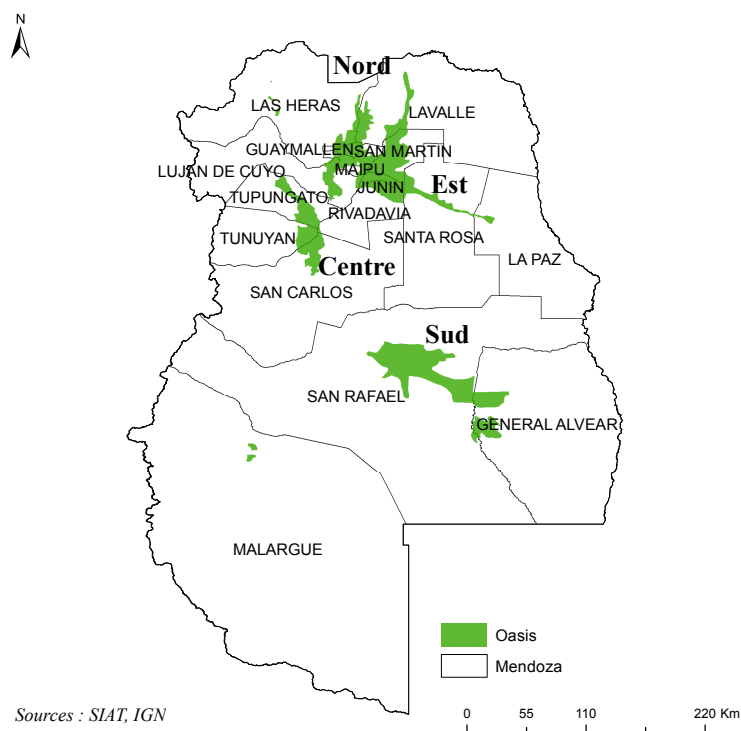 N
Nord
LAS HERAS
LAVALLE
GUAYMALLEN
SAN MARTIN
LUJAN DE CUYO
MAIPU
JUNIN
Est
TUPUNGATO
RIVADAVIA
TUNUYAN
SANTA ROSA
LA PAZ
Centre
SAN CARLOS
Sud
SAN RAFAEL
GENERAL ALVEAR
MALARGUE
Oasis
Mendoza
Sources : SIAT, IGN
0 55 110 220 Km